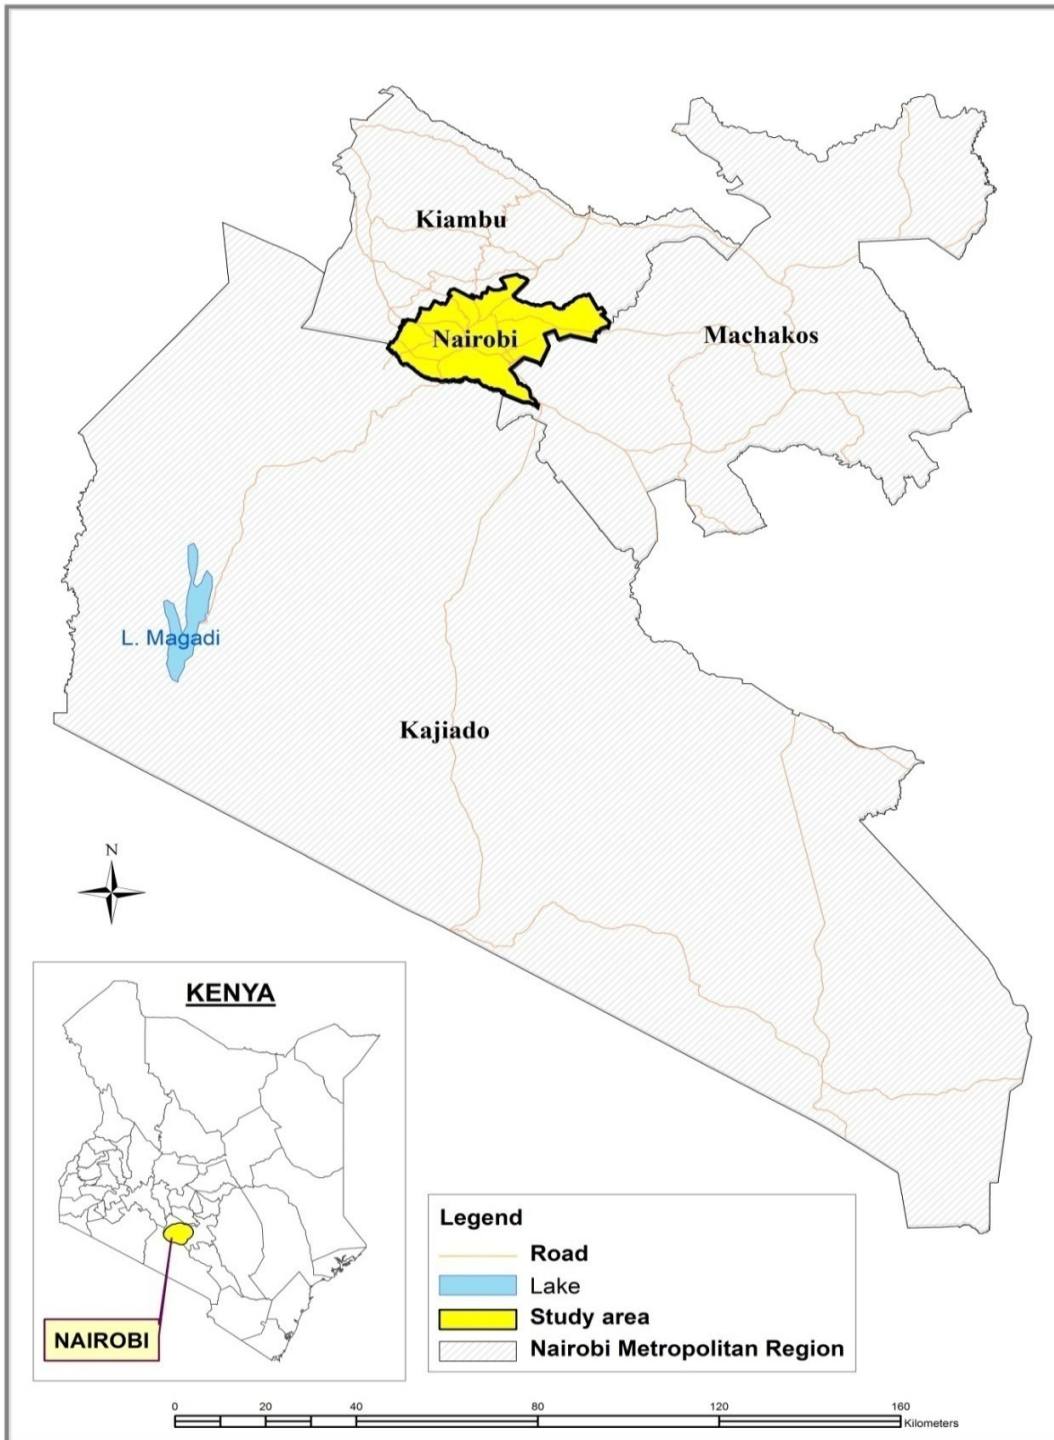 Kiambu
Nairobi
Machakos
L. Magadi
Kajiado
N
KENYA
NAIROBI
Legend
Road
Lake
Study area
Nairobi Metropolitan Region
0 20 40 80 120 160
Kilometers